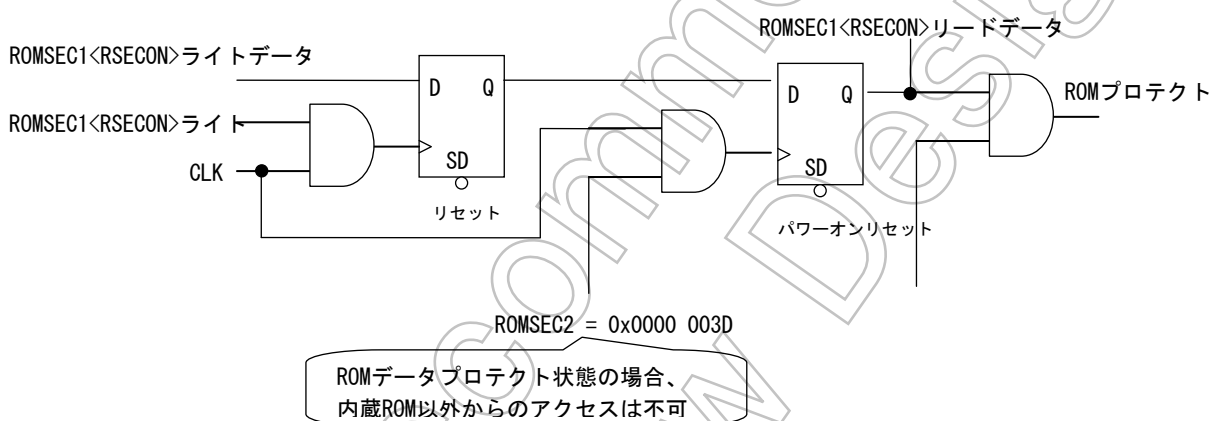 ROMSEC1<RSECON>リードデータ
ROMSEC1<RSECON>ライトデータ
D Q
D Q
ROMプロテクト
ROMSEC1<RSECON>ライト
CLK
SD
SD
リセット
パワーオンリセット
ROMSEC2 = 0x0000 003D
ROMデータプロテクト状態の場合、
内蔵ROM以外からのアクセスは不可